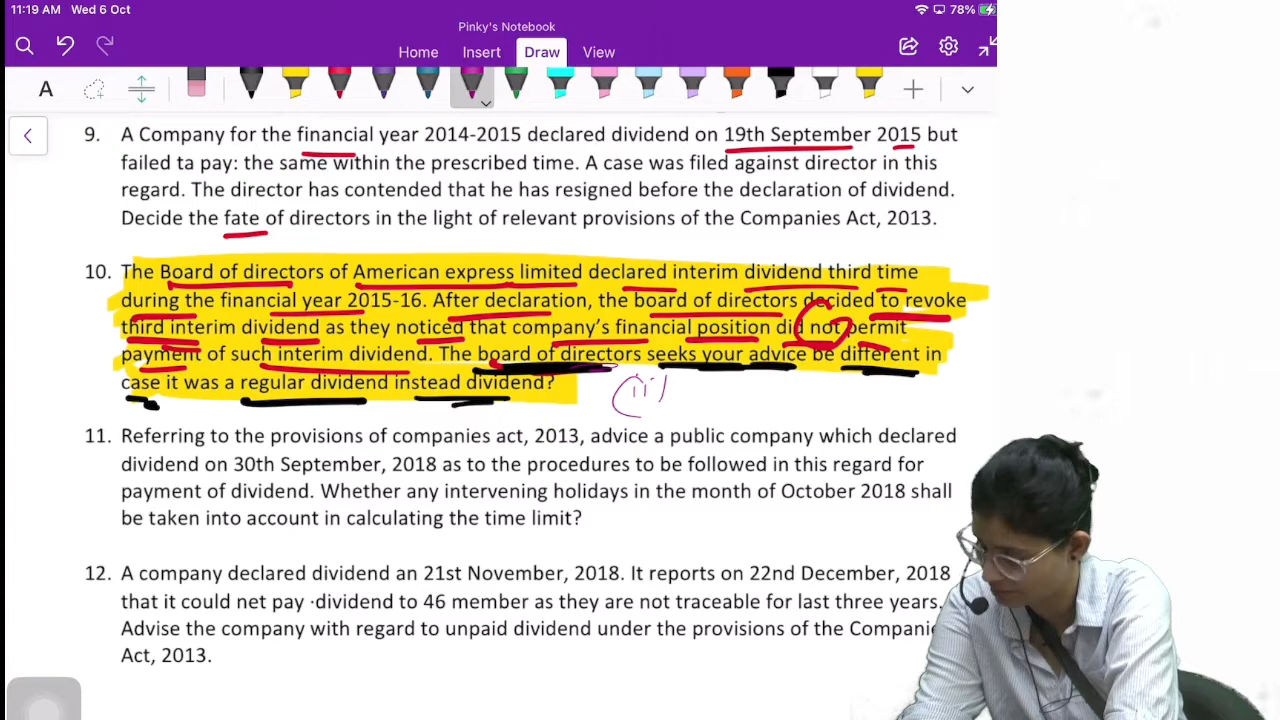 11:19 AM Wed 6 Oct 78%
Pinky's Notebook
Home Insert Draw View
A
9. A Company for the financial year 2014-2015 declared dividend on 19th September 2015 but
failed ta pay: the same within the prescribed time. A case was filed against director in this
regard. The director has contended that he has resigned before the declaration of dividend.
Decide the fate of directors in the light of relevant provisions of the Companies Act, 2013.
10. The Board of directors of American express limited declared interim dividend third time
during the financial year 2015-16. After declaration, the board of directors decided to revoke
third interim dividend as they noticed that company's financial position did not permit
payment of such interim dividend. The board of directors seeks your advice be different in
case it was a regular dividend instead dividend?
(ii)
11. Referring to the provisions of companies act, 2013, advice a public company which declared
dividend on 30th September, 2018 as to the procedures to be followed in this regard for
payment of dividend. Whether any intervening holidays in the month of October 2018 shall
be taken into account in calculating the time limit?
12. A company declared dividend an 21st November, 2018. It reports on 22nd December, 2018
that it could net pay ·dividend to 46 member as they are not traceable for last three years.
Advise the company with regard to unpaid dividend under the provisions of the Compani
Act, 2013.